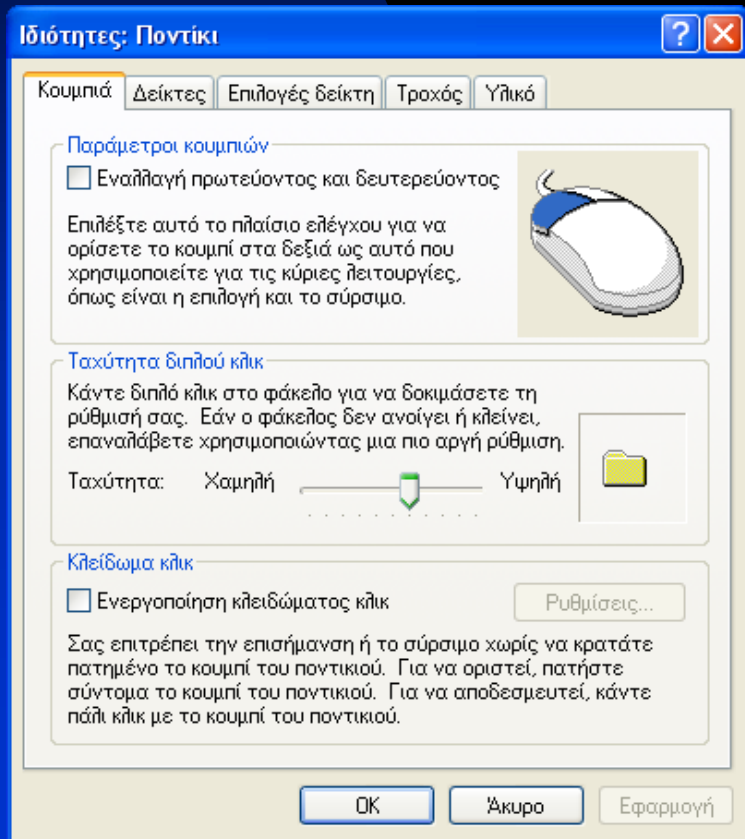 Ιδιότητες: Ποντίκι
Κουμπιά Δείκτες Επιλογές δείκτη Τροχός Υλικό
Παράμετροι κουμπιών
Εναλλαγή πρωτεύοντος και δευτερεύοντος
Επιλέξτε αυτό το πλαίσιο ελέγχου για να
ορίσετε το κουμπί στα δεξιά ως αυτό που
χρησιμοποιείτε για τις κύριες λειτουργίες,
όπως είναι η επιλογή και το σύρσιμο.
Ταχύτητα διπλού κλικ
Κάντε διπλό κλικ στο φάκελο για να δοκιμάσετε τη
ρύθμισή σας. Εάν ο φάκελος δεν ανοίγει ή κλείνει,
επαναλάβετε χρησιμοποιώντας μια πιο αργή ρύθμιση.
Ταχύτητα: Χαμηλή Υψηλή
Κλείδωμα κλικ
Ενεργοποίηση κλειδώματος κλικ Ρυθμίσεις...
Σας επιτρέπει την επισήμανση ή το σύρσιμο χωρίς να κρατάτε
πατημένο το κουμπί του ποντικιού. Για να οριστεί, πατήστε
σύντομα το κουμπί του ποντικιού. Για να αποδεσμευτεί, κάντε
πάλι κλικ με το κουμπί του ποντικιού.
OK Άκυρο Εφαρμογή